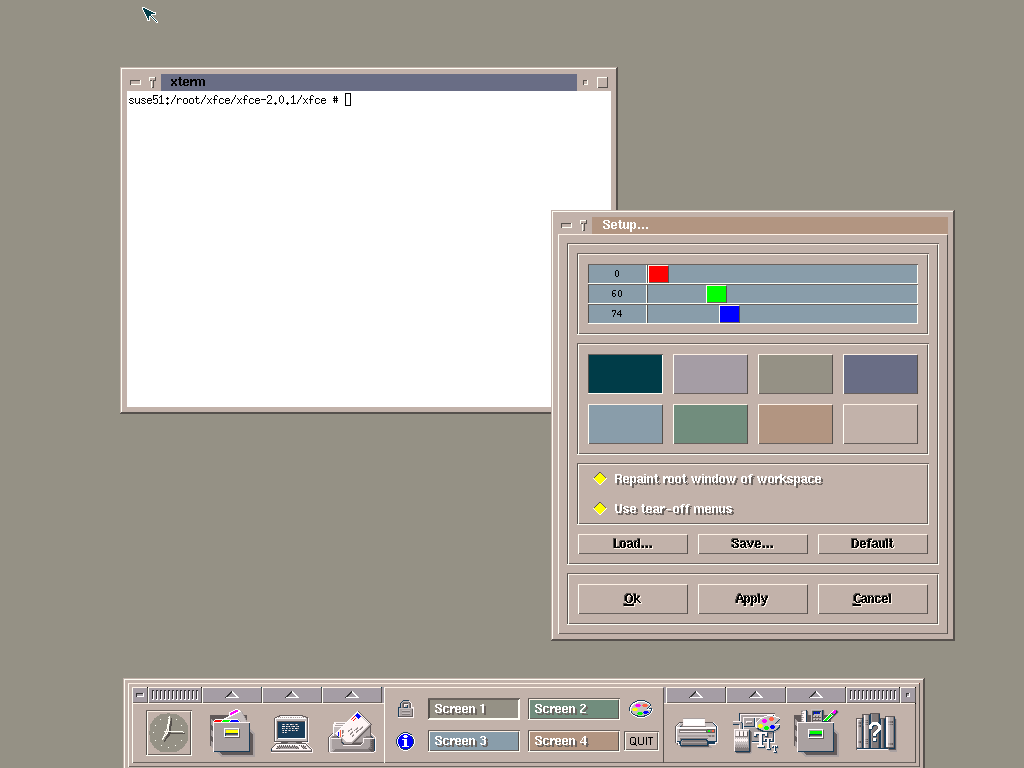 xterm
suse51:/root/xfce/xfce-2.0.1/xfce #
Setup...
0
60
74
Repaint root window of workspace
Use tear-off menus
Load... Save... Default
Ok Apply Cancel
Screen 1 Screen 2
Screen 3 Screen 4 QUIT